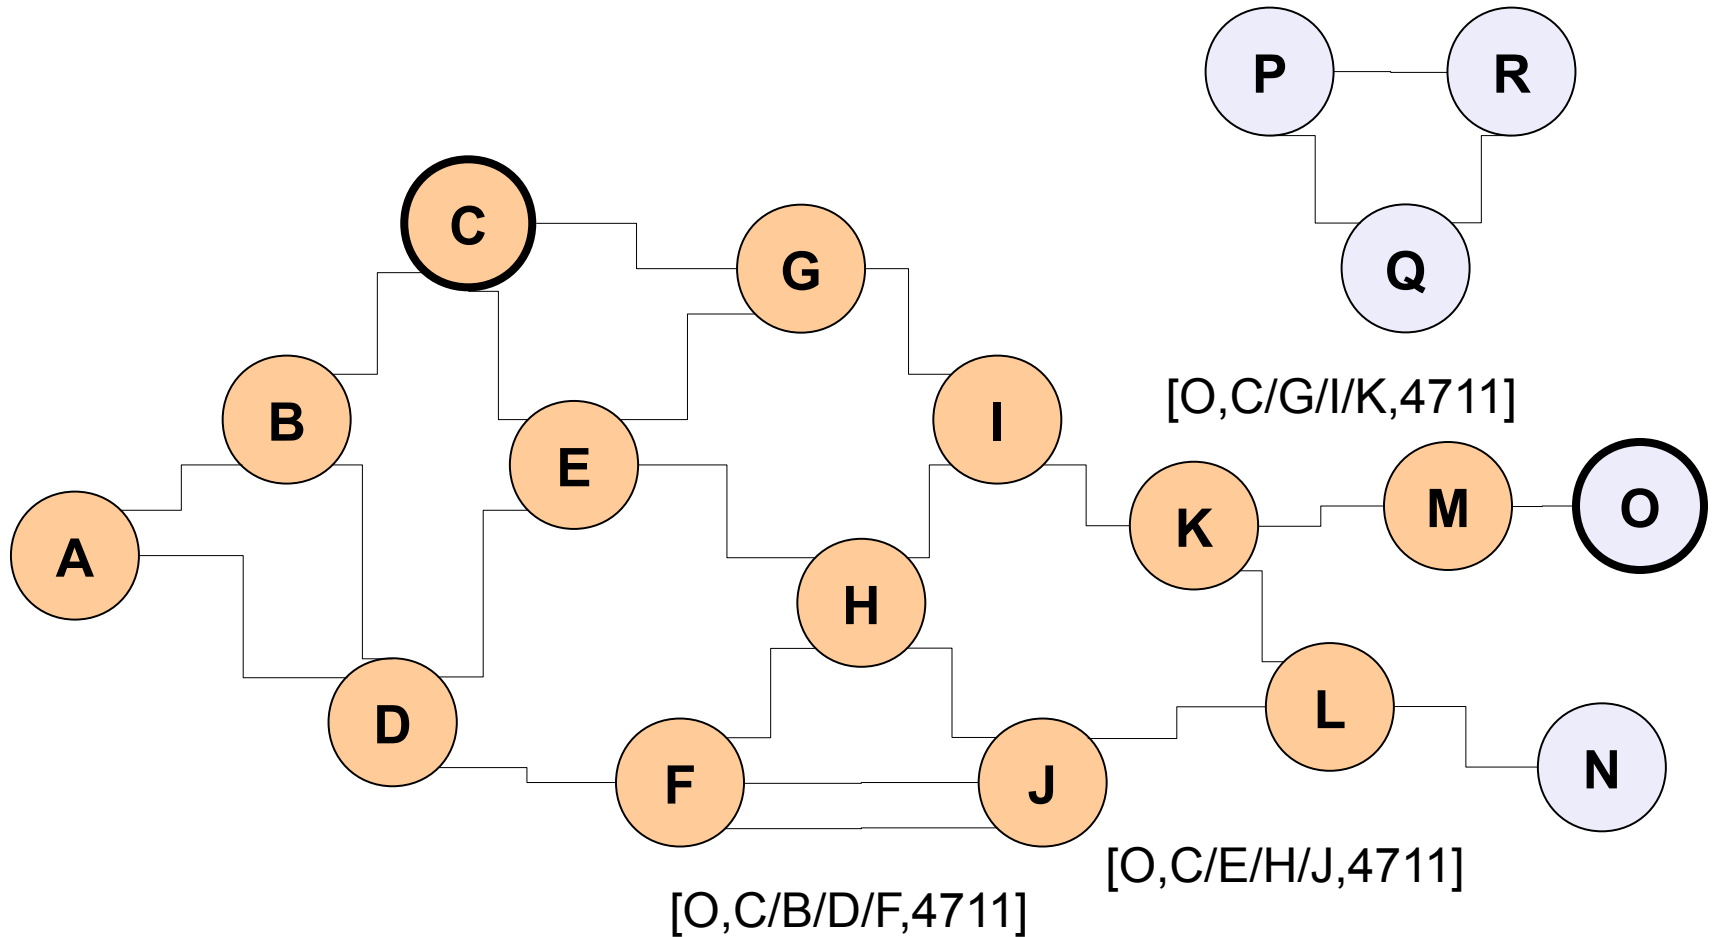 P
R
C
G
Q
[O,C/G/I/K,4711]
B
I
E
M
O
K
A
H
L
D
N
F
J
[O,C/E/H/J,4711]
[O,C/B/D/F,4711]